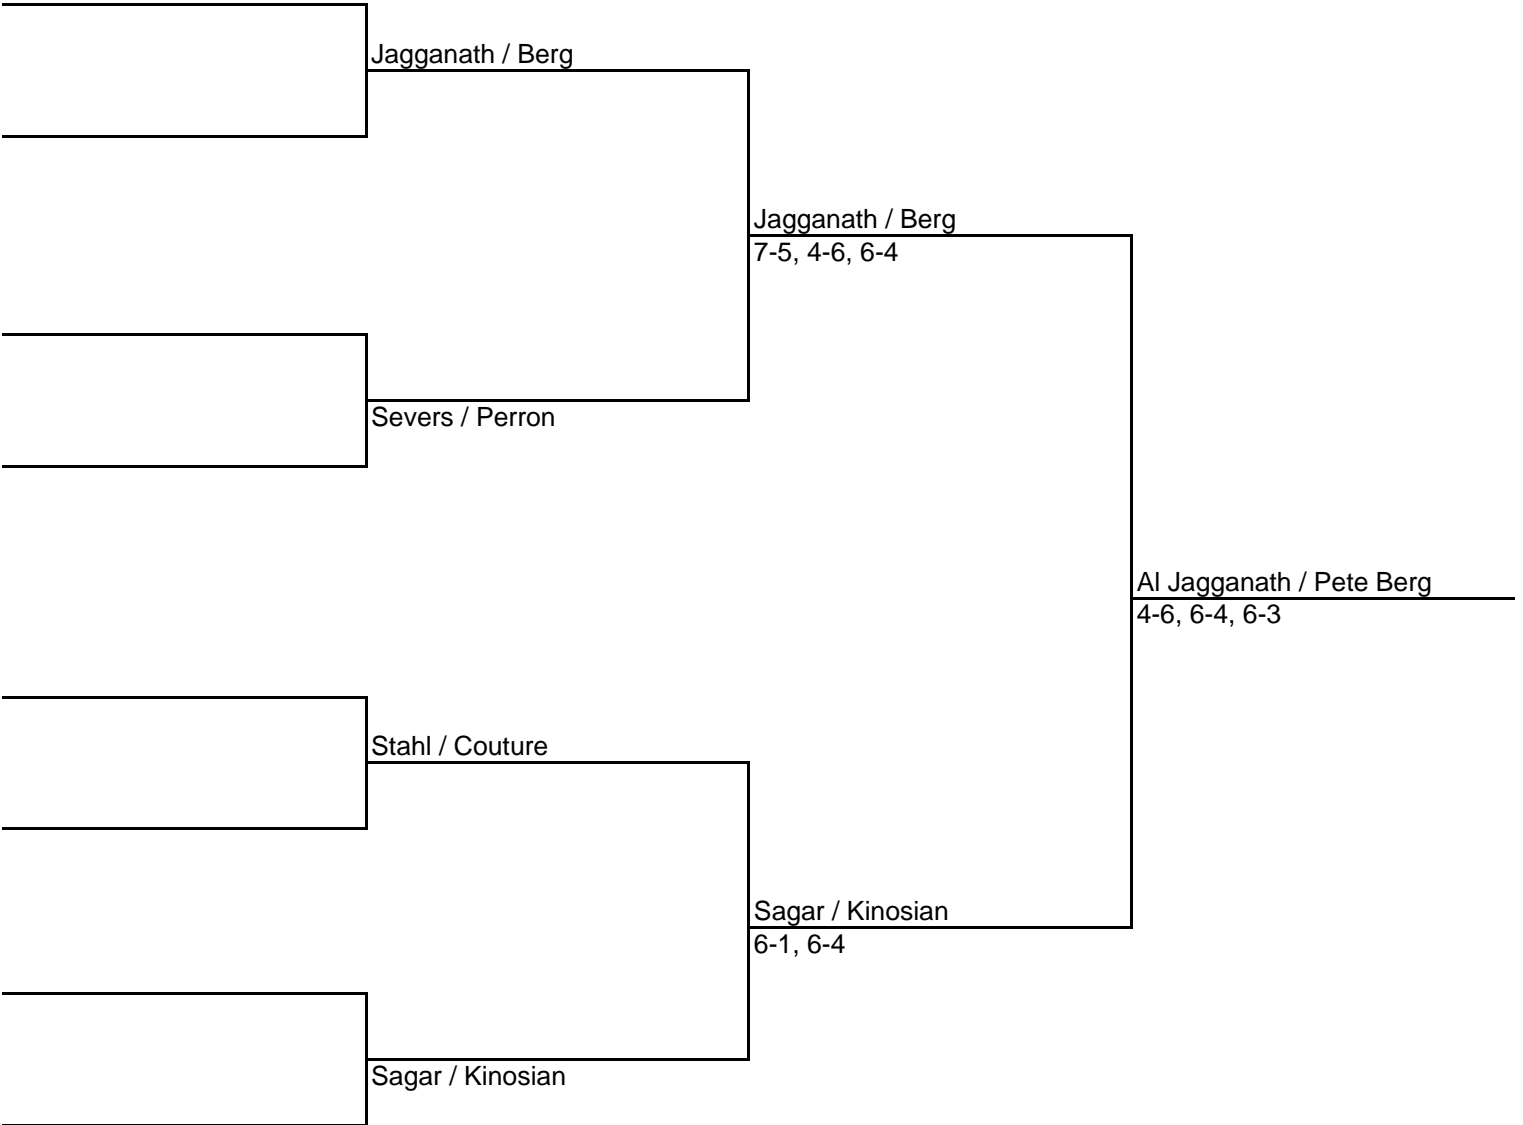 Jagganath / Berg
Jagganath / Berg
7-5, 4-6, 6-4
Severs / Perron
Al Jagganath / Pete Berg
4-6, 6-4, 6-3
Stahl / Couture
Sagar / Kinosian
6-1, 6-4
Sagar / Kinosian